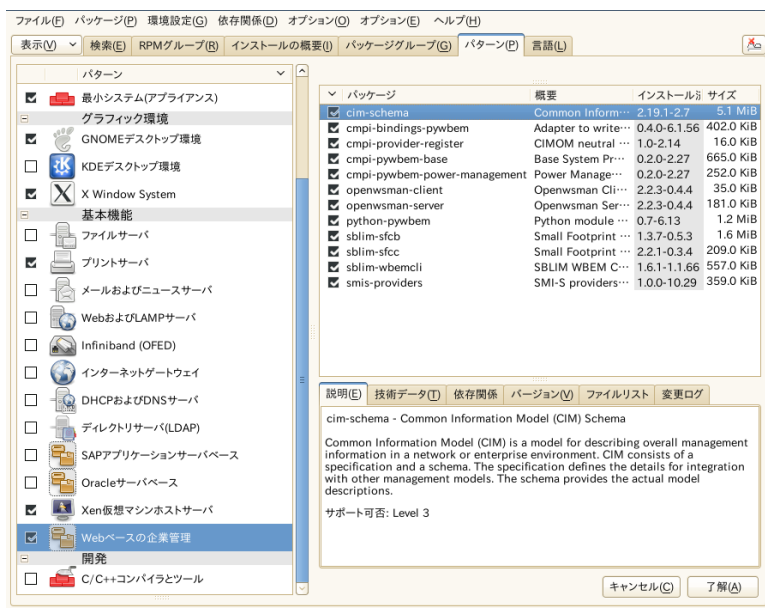 ファイル(F) パッケージ(P) 環境設定(G) 依存関係(D) オプション(O) オプション(E) ヘルプ(H)
表示(V) 検索(E) RPMグループ(R) インストールの概要(I) パッケージグループ(G) パターン(P) 言語(L)
パターン
最小システム(アプライアンス)
グラフィック環境
GNOMEデスクトップ環境
KDEデスクトップ環境
X Window System
基本機能
ファイルサーバ
プリントサーバ
メールおよびニュースサーバ
WebおよびLAMPサーバ
Infiniband (OFED)
インターネットゲートウェイ
DHCPおよびDNSサーバ
ディレクトリサーバ(LDAP)
SAPアプリケーションサーバベース
Oracleサーバベース
Xen仮想マシンホストサーバ
Webベースの企業管理
開発
C/C++コンパイラとツール
パッケージ 概要 インストール済 サイズ
cim-schema Common Inform… 2.19.1-2.7 5.1 MiB
cmpi-bindings-pywbem Adapter to write… 0.4.0-6.1.56 402.0 KiB
cmpi-provider-register CIMOM neutral … 1.0-2.14 16.0 KiB
cmpi-pywbem-base Base System Pr… 0.2.0-2.27 665.0 KiB
cmpi-pywbem-power-management Power Manage… 0.2.0-2.27 252.0 KiB
openwsman-client Openwsman Cli… 2.2.3-0.4.4 35.0 KiB
openwsman-server Openwsman Ser… 2.2.3-0.4.4 181.0 KiB
python-pywbem Python module … 0.7-6.13 1.2 MiB
sblim-sfcb Small Footprint … 1.3.7-0.5.3 1.6 MiB
sblim-sfcc Small Footprint … 2.2.1-0.3.4 209.0 KiB
sblim-wbemcli SBLIM WBEM C… 1.6.1-1.1.66 557.0 KiB
smis-providers SMI-S providers… 1.0.0-10.29 359.0 KiB
説明(E) 技術データ(T) 依存関係 バージョン(V) ファイルリスト 変更ログ
cim-schema - Common Information Model (CIM) Schema
Common Information Model (CIM) is a model for describing overall management
information in a network or enterprise environment. CIM consists of a
specification and a schema. The specification defines the details for integration
with other management models. The schema provides the actual model
descriptions.
サポート可否: Level 3
キャンセル(C) 了解(A)